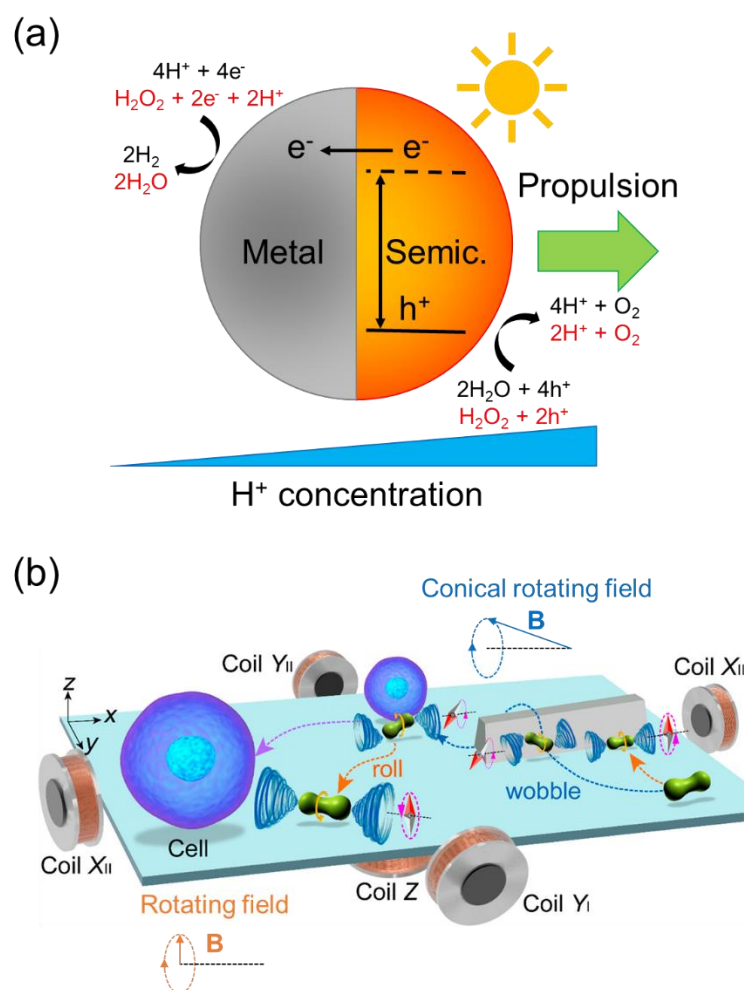 (a)
4H⁺ + 4e⁻
H₂O₂ + 2e⁻ + 2H⁺
2H₂
2H₂O
e⁻
e⁻
Metal
Semic.
h⁺
Propulsion
4H⁺ + O₂
2H⁺ + O₂
2H₂O + 4h⁺
H₂O₂ + 2h⁺
H⁺ concentration
(b)
Conical rotating field
B
Coil Y_II
Coil X_II
z
x
y
roll
wobble
Coil X_II
Cell
Coil Z
Coil Y_I
Rotating field
B